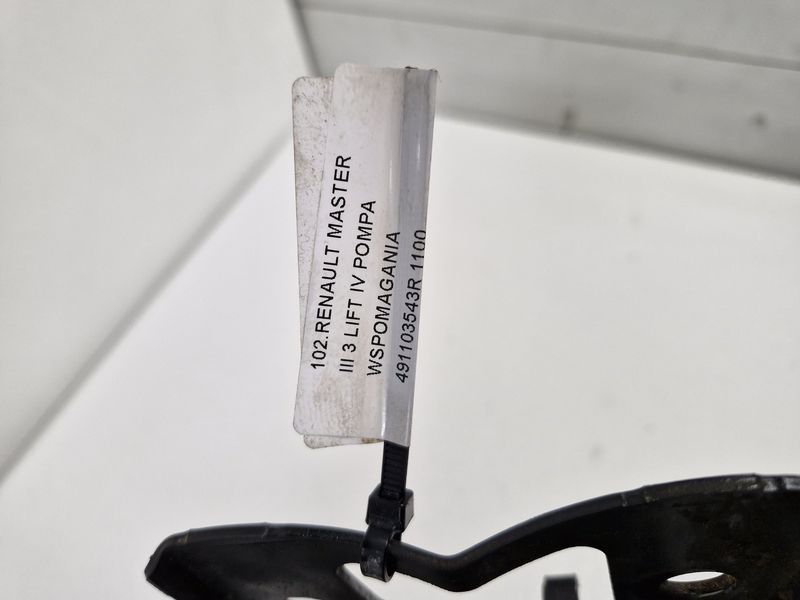 102.RENAULT MASTER
III 3 LIFT IV POMPA
WSPOMAGANIA
491103543R 1100